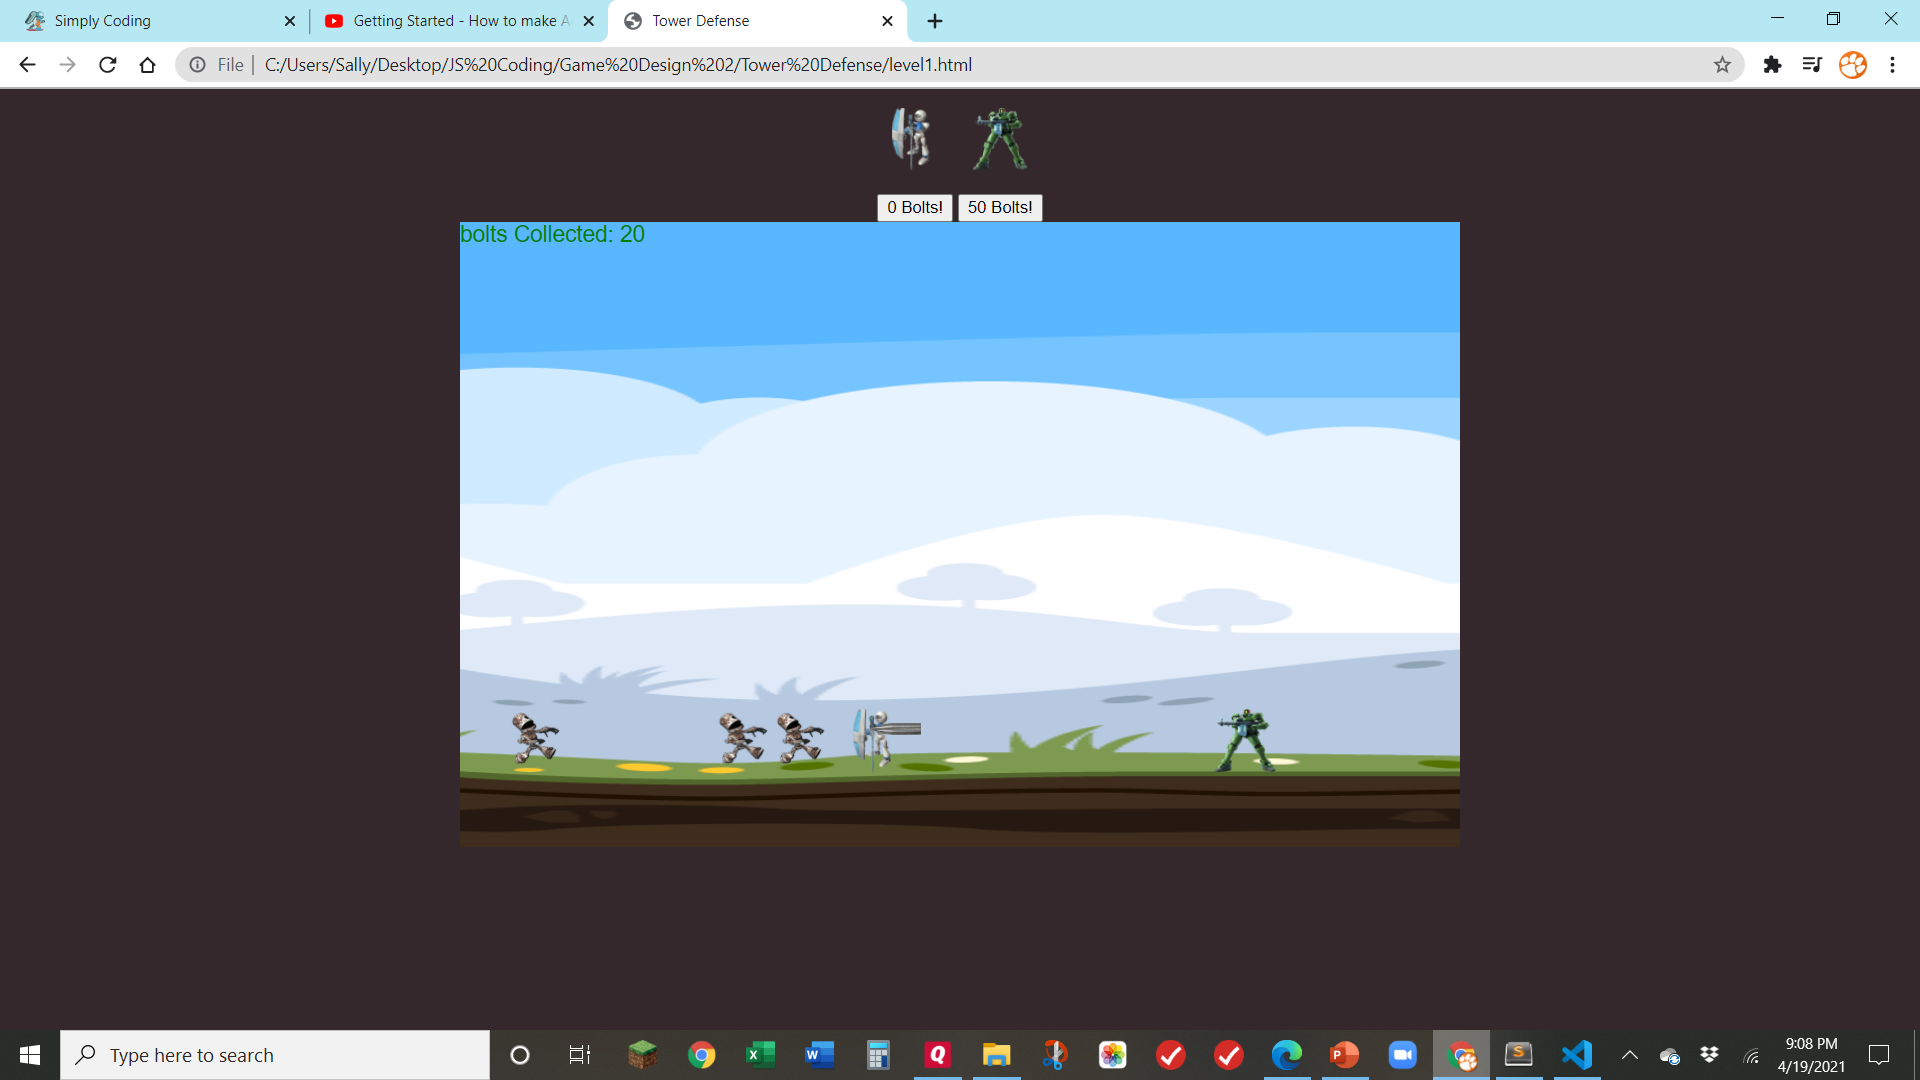 Simply Coding
Getting Started - How to make A
Tower Defense
File
C:/Users/Sally/Desktop/JS%20Coding/Game%20Design%202/Tower%20Defense/level1.html
0 Bolts!
50 Bolts!
bolts Collected: 20
Type here to search
9:08 PM
4/19/2021